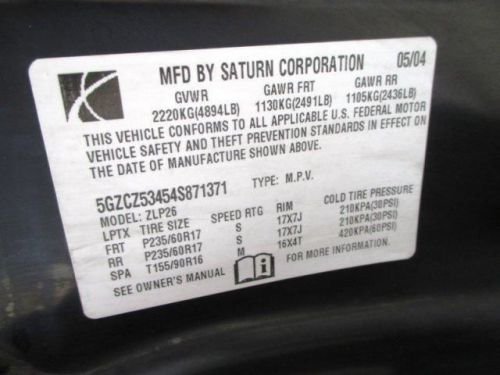 MFD BY SATURN CORPORATION 05/04
GVWR GAWR FRT GAWR RR
2220KG(4894LB) 1130KG(2491LB) 1105KG(2436LB)
THIS VEHICLE CONFORMS TO ALL APPLICABLE U.S. FEDERAL MOTOR
VEHICLE SAFETY AND THEFT PREVENTION STANDARDS IN EFFECT ON
THE DATE OF MANUFACTURE SHOWN ABOVE.
5GZCZ53454S871371 TYPE: M.P.V.
MODEL: ZLP26
LPTX TIRE SIZE SPEED RTG RIM COLD TIRE PRESSURE
FRT P235/60R17 S 17X7J 210KPA(30PSI)
RR P235/60R17 S 17X7J 210KPA(30PSI)
SPA T155/90R16 M 16X4T 420KPA(60PSI)
SEE OWNER'S MANUAL i FOR MORE INFORMATION.